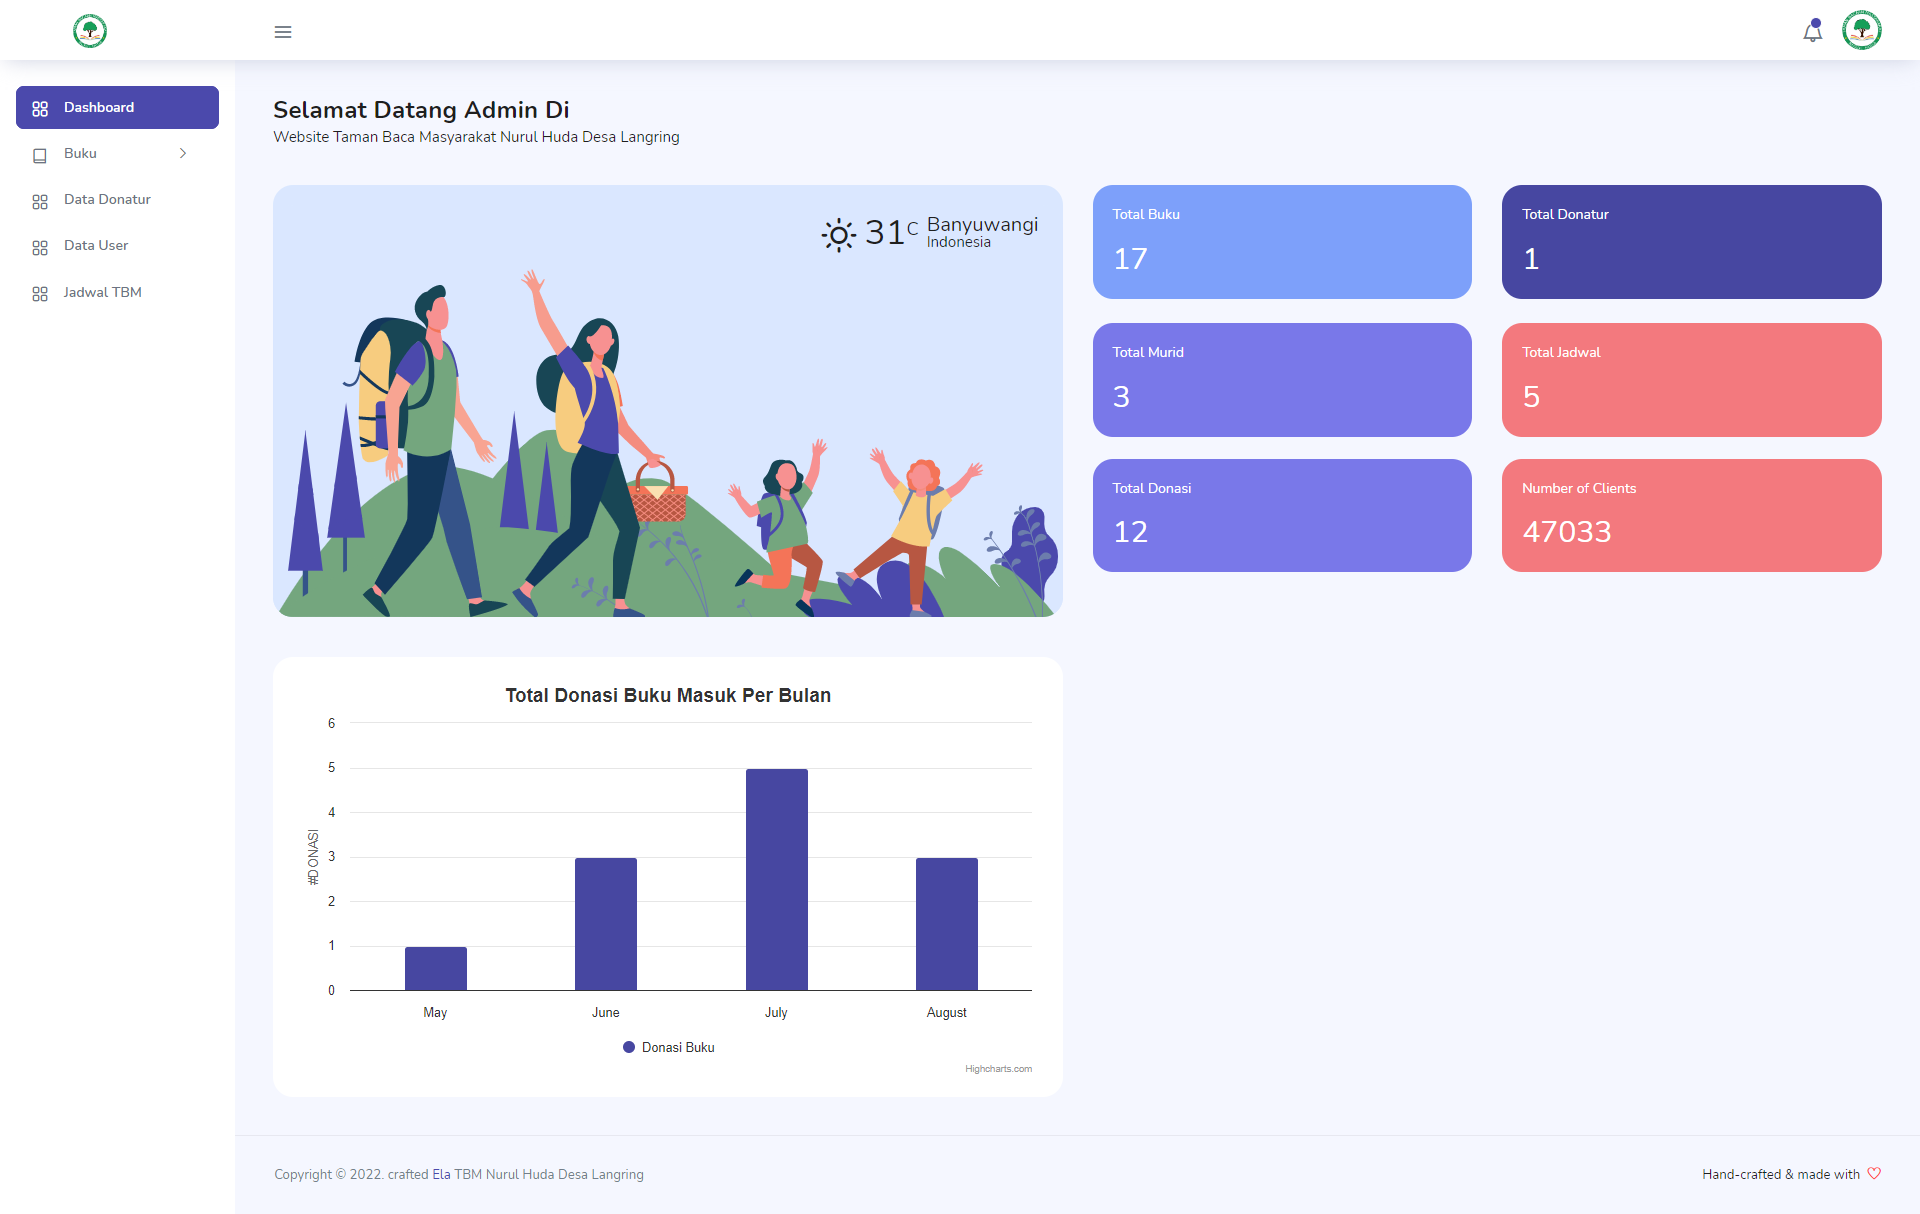 Dashboard
Buku
Data Donatur
Data User
Jadwal TBM
Selamat Datang Admin Di
Website Taman Baca Masyarakat Nurul Huda Desa Langring
31C
Banyuwangi
Indonesia
Total Buku
17
Total Donatur
1
Total Murid
3
Total Jadwal
5
Total Donasi
12
Number of Clients
47033
Total Donasi Buku Masuk Per Bulan
#DONASI
6
5
4
3
2
1
0
May June July August
Donasi Buku
Highcharts.com
Copyright © 2022. crafted Ela TBM Nurul Huda Desa Langring
Hand-crafted & made with